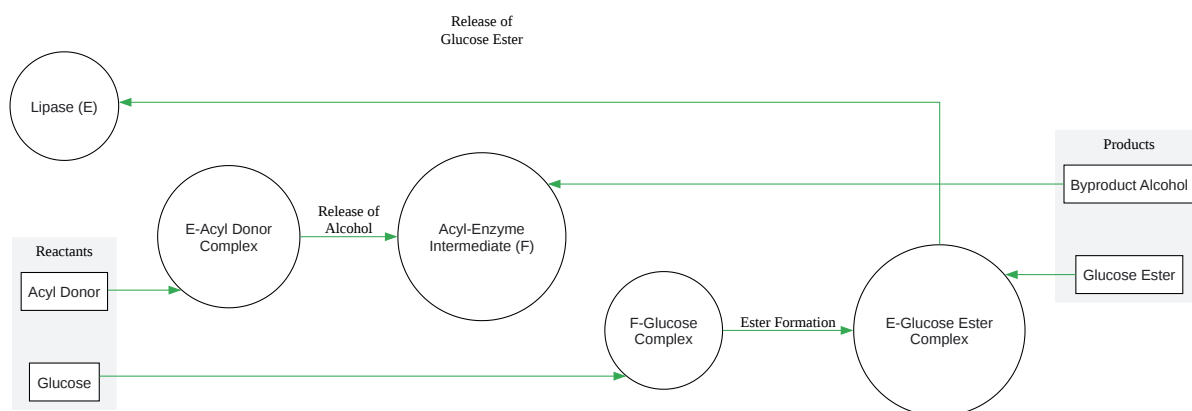 Release of
Glucose Ester
Lipase (E)
Products
Byproduct Alcohol
E-Acyl Donor
Complex
Release of
Alcohol
Acyl-Enzyme
Intermediate (F)
Reactants
Acyl Donor
Glucose Ester
F-Glucose
Complex
Ester Formation
E-Glucose Ester
Complex
Glucose